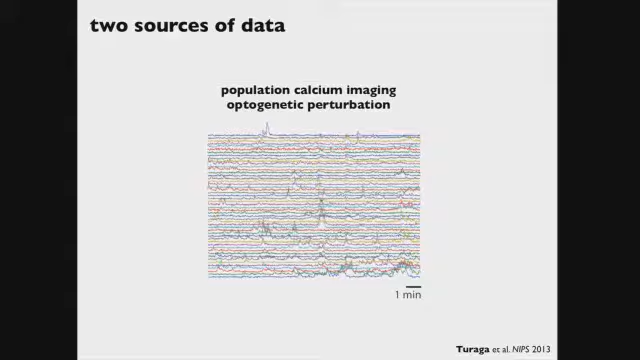 two sources of data
population calcium imaging
optogenetic perturbation
1 min
Turaga et al. NIPS 2013